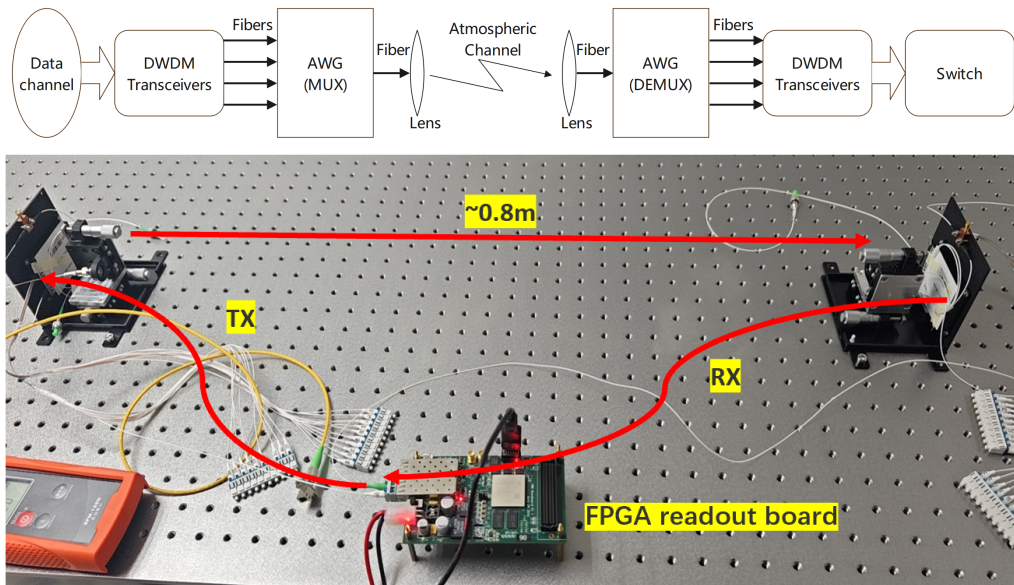 Fibers
Fiber
Atmospheric
Channel
Fiber
Fibers
Data
channel
DWDM
Transceivers
AWG
(MUX)
Lens
Lens
AWG
(DEMUX)
DWDM
Transceivers
Switch
~0.8m
TX
RX
FPGA readout board